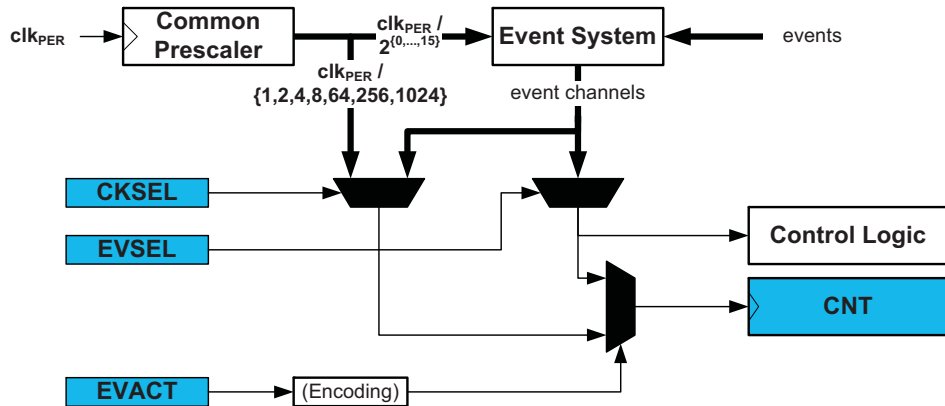 clkPER
Common
Prescaler
clkPER /
2{0,...,15}
Event System
events
clkPER /
{1,2,4,8,64,256,1024}
event channels
CKSEL
EVSEL
Control Logic
CNT
EVACT
(Encoding)